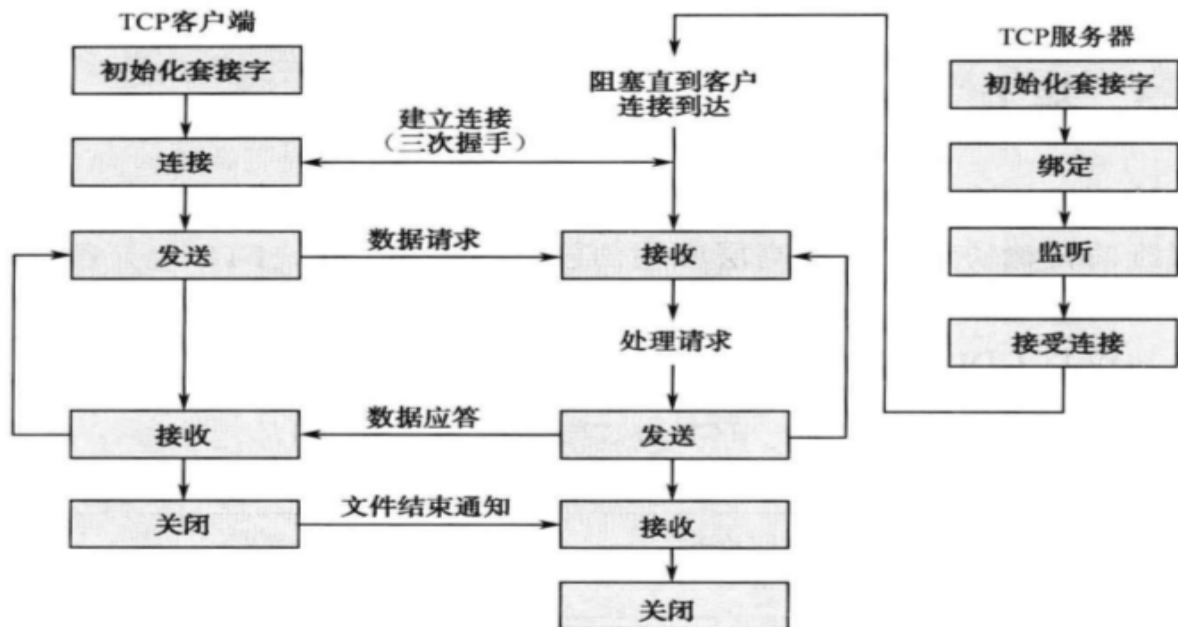 TCP客户端
初始化套接字
连接
发送
接收
关闭
建立连接
(三次握手)
数据请求
数据应答
文件结束通知
阻塞直到客户
连接到达
接收
处理请求
发送
接收
关闭
TCP服务器
初始化套接字
绑定
监听
接受连接